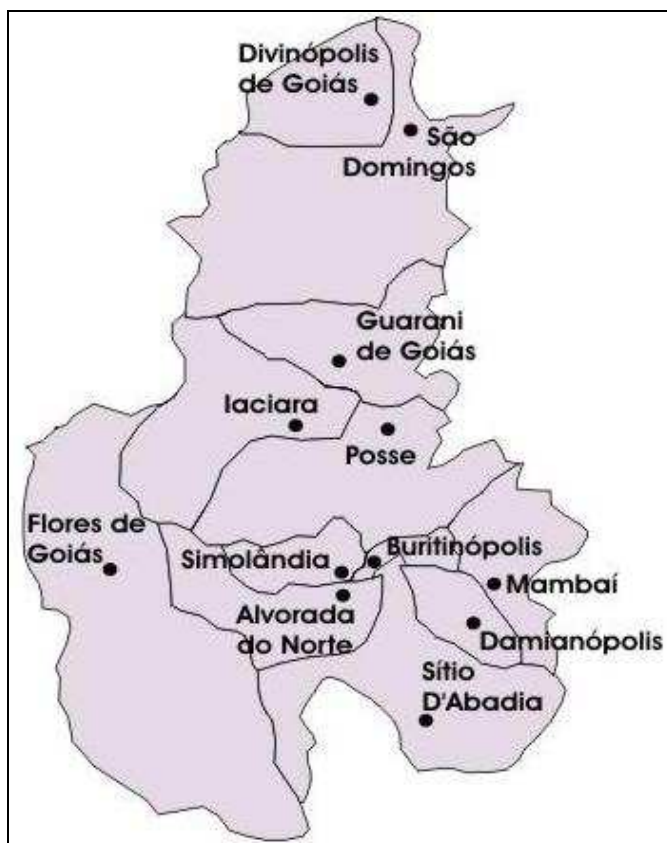 Divinópolis
de Goiás
São
Domingos
Guarani
de Goiás
Iaciara
Posse
Flores de
Goiás
Simolândia
Buritinópolis
Mambaí
Alvorada
do Norte
Damianópolis
Sítio
D'Abadia